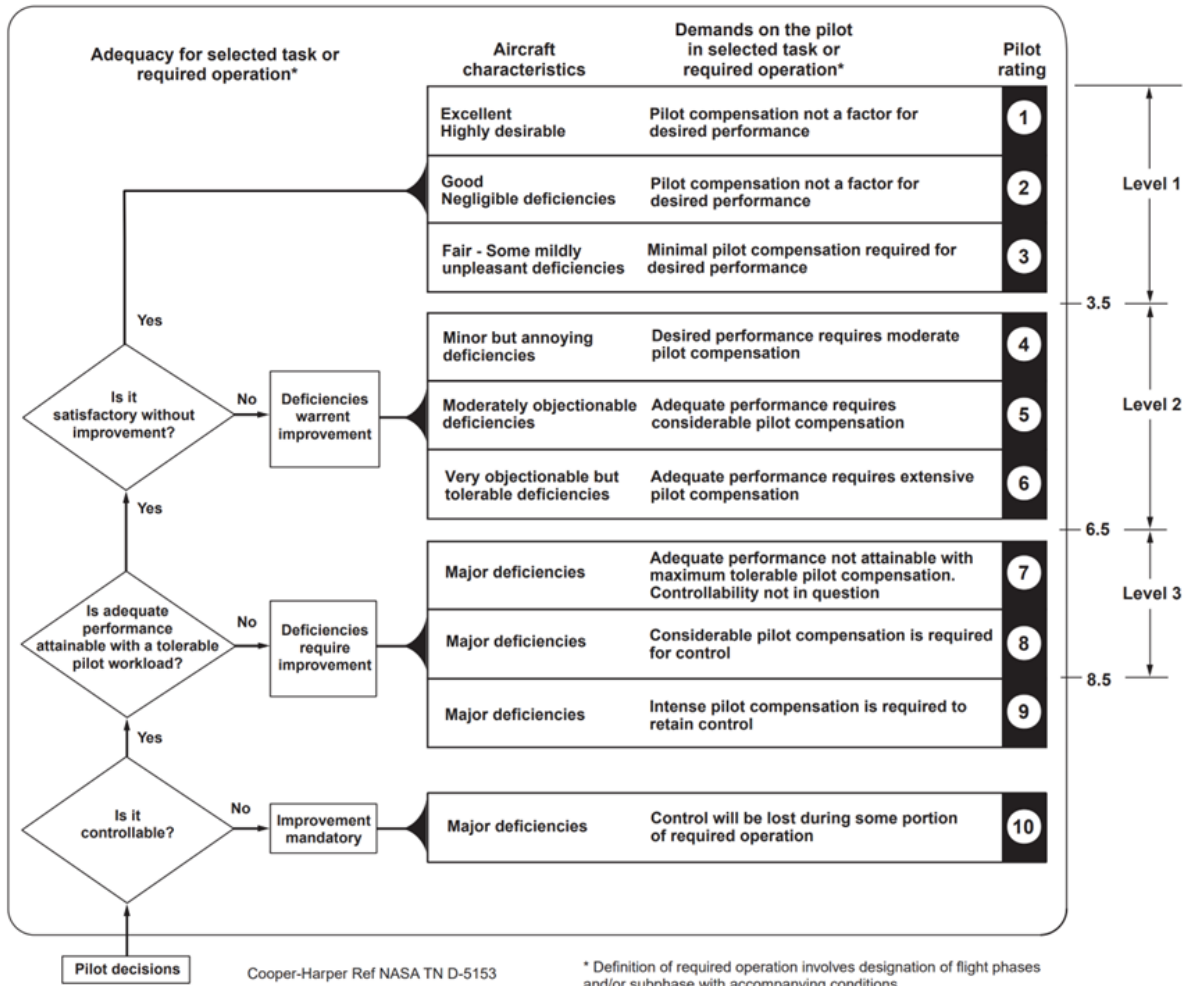 Adequacy for selected task or
required operation*
Aircraft
characteristics
Demands on the pilot
in selected task or
required operation*
Pilot
rating
Excellent
Highly desirable
Pilot compensation not a factor for
desired performance
1
Good
Negligible deficiencies
Pilot compensation not a factor for
desired performance
2
Fair - Some mildly
unpleasant deficiencies
Minimal pilot compensation required for
desired performance
3
Level 1
3.5
Yes
Is it
satisfactory without
improvement?
No
Deficiencies
warrent
improvement
Minor but annoying
deficiencies
Desired performance requires moderate
pilot compensation
4
Moderately objectionable
deficiencies
Adequate performance requires
considerable pilot compensation
5
Very objectionable but
tolerable deficiencies
Adequate performance requires extensive
pilot compensation
6
Level 2
6.5
Yes
Is adequate
performance
attainable with a tolerable
pilot workload?
No
Deficiencies
require
improvement
Major deficiencies
Adequate performance not attainable with
maximum tolerable pilot compensation.
Controllability not in question
7
Major deficiencies
Considerable pilot compensation is required
for control
8
Level 3
8.5
Major deficiencies
Intense pilot compensation is required to
retain control
9
Yes
Is it
controllable?
No
Improvement
mandatory
Major deficiencies
Control will be lost during some portion
of required operation
10
Pilot decisions
Cooper-Harper Ref NASA TN D-5153
* Definition of required operation involves designation of flight phases
and/or subphase with accompanying conditions